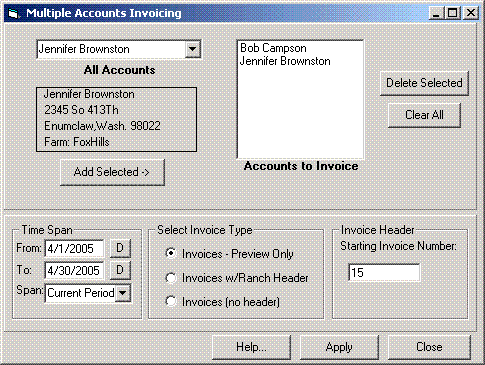 Multiple Accounts Invoicing
Jennifer Brownston
All Accounts
Jennifer Brownston
2345 So 413Th
Enumclaw,Wash. 98022
Farm: FoxHills
Add Selected ->
Bob Campson
Jennifer Brownston
Accounts to Invoice
Delete Selected
Clear All
Time Span
From: 4/1/2005 D
To: 4/30/2005 D
Span: Current Period
Select Invoice Type
Invoices - Preview Only
Invoices w/Ranch Header
Invoices (no header)
Invoice Header
Starting Invoice Number:
15
Help...
Apply
Close